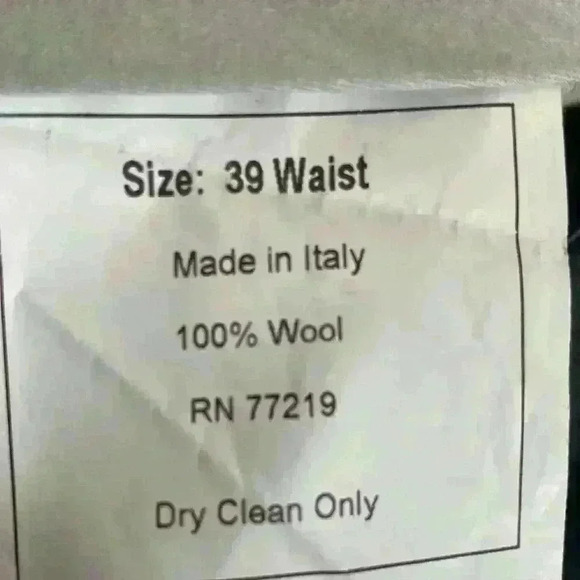 Size: 39 Waist
Made in Italy
100% Wool
RN 77219
Dry Clean Only